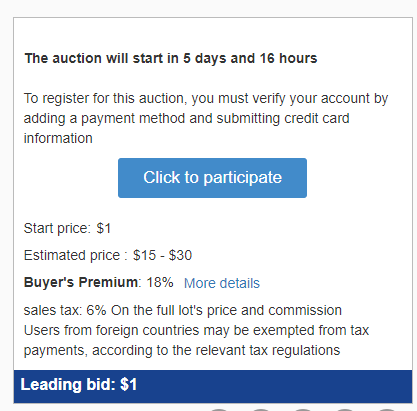 The auction will start in 5 days and 16 hours
To register for this auction, you must verify your account by
adding a payment method and submitting credit card
information
Click to participate
Start price: $1
Estimated price : $15 - $30
Buyer's Premium: 18% More details
sales tax: 6% On the full lot's price and commission
Users from foreign countries may be exempted from tax
payments, according to the relevant tax regulations
Leading bid: $1